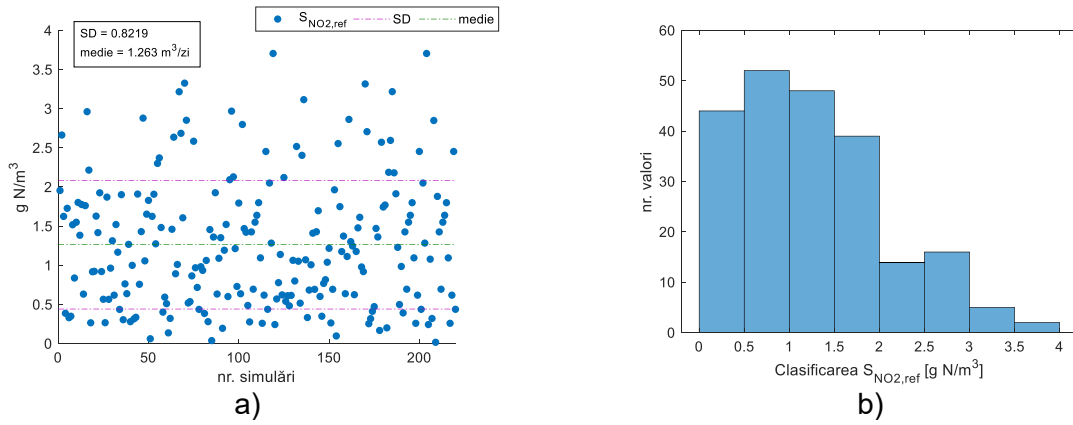 S_NO2,ref SD medie
SD = 0.8219
medie = 1.263 m³/zi
4
3.5
3
2.5
2
1.5
1
0.5
0
g N/m³
0 50 100 150 200
nr. simulări
a)
60
50
40
30
20
10
0
nr. valori
0 0.5 1 1.5 2 2.5 3 3.5 4
Clasificarea S_NO2,ref [g N/m³]
b)